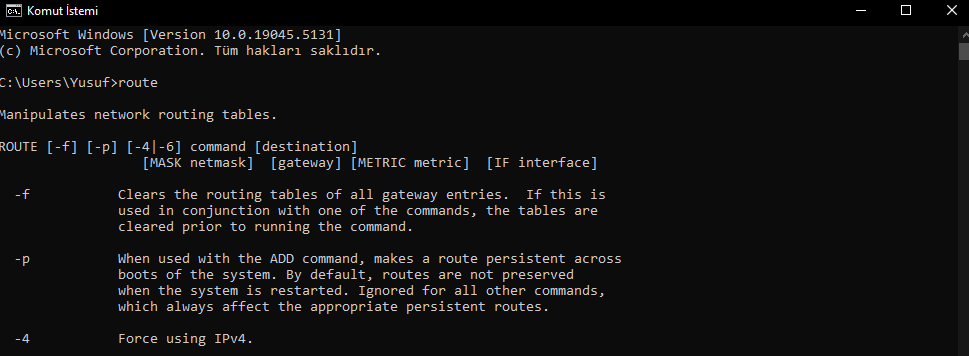 Komut İstemi
Microsoft Windows [Version 10.0.19045.5131]
(c) Microsoft Corporation. Tüm hakları saklıdır.
C:\Users\Yusuf>route
Manipulates network routing tables.
ROUTE [-f] [-p] [-4|-6] command [destination]
[MASK netmask]  [gateway] [METRIC metric]  [IF interface]
-f           Clears the routing tables of all gateway entries.  If this is
used in conjunction with one of the commands, the tables are
cleared prior to running the command.
-p           When used with the ADD command, makes a route persistent across
boots of the system. By default, routes are not preserved
when the system is restarted. Ignored for all other commands,
which always affect the appropriate persistent routes.
-4           Force using IPv4.